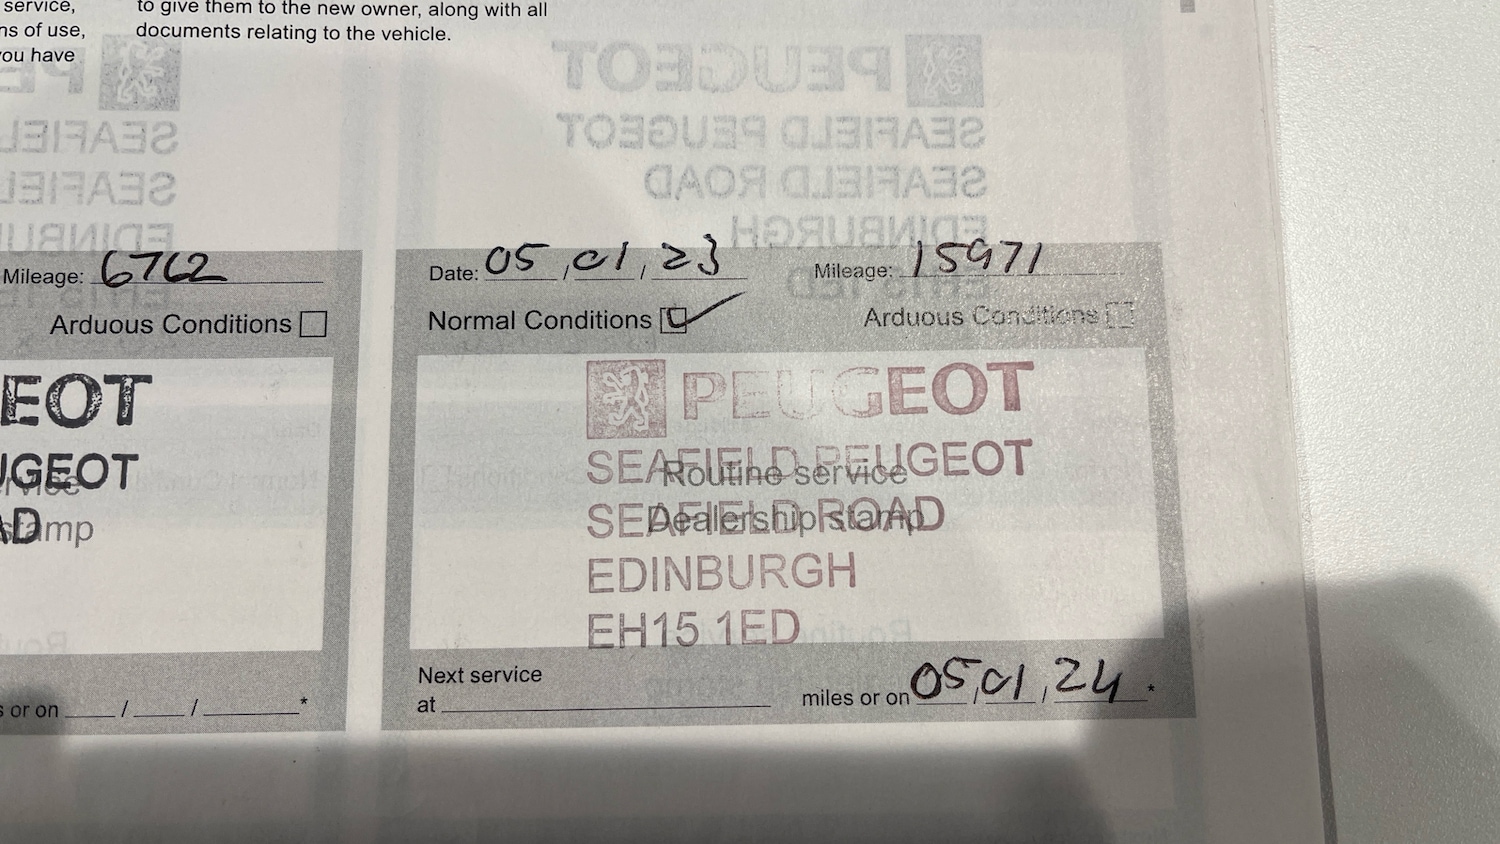 service,
ns of use,
ou have
to give them to the new owner, along with all
documents relating to the vehicle.
Mileage: 6762
Arduous Conditions
EOT
UGEOT
rvice
AD
stamp
s or on / / *
Date: 05/01/23 Mileage: 15971
Normal Conditions Arduous Conditions
PEUGEOT
SEAFIELD PEUGEOT
Routine service
SEAFIELD ROAD
Dealership stamp
EDINBURGH
EH15 1ED
Next service
at miles or on 05/01/24 *